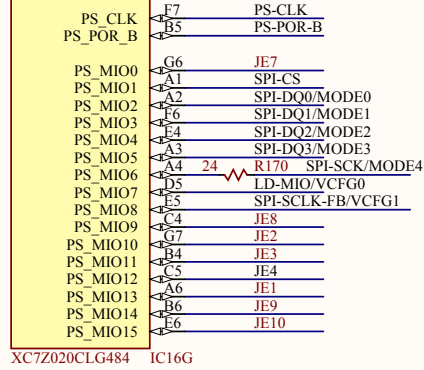 PS_CLK F7 PS-CLK
PS_POR_B B5 PS-POR-B
PS_MIO0 G6 JE7
PS_MIO1 A1 SPI-CS
PS_MIO2 A2 SPI-DQ0/MODE0
PS_MIO3 F6 SPI-DQ1/MODE1
PS_MIO4 E4 SPI-DQ2/MODE2
PS_MIO5 A3 SPI-DQ3/MODE3
PS_MIO6 A4 24 R170 SPI-SCK/MODE4
PS_MIO7 D5 LD-MIO/VCFG0
PS_MIO8 E5 SPI-SCLK-FB/VCFG1
PS_MIO9 C4 JE8
PS_MIO10 G7 JE2
PS_MIO11 B4 JE3
PS_MIO12 C5 JE4
PS_MIO13 A6 JE1
PS_MIO14 B6 JE9
PS_MIO15 E6 JE10
XC7Z020CLG484 IC16G